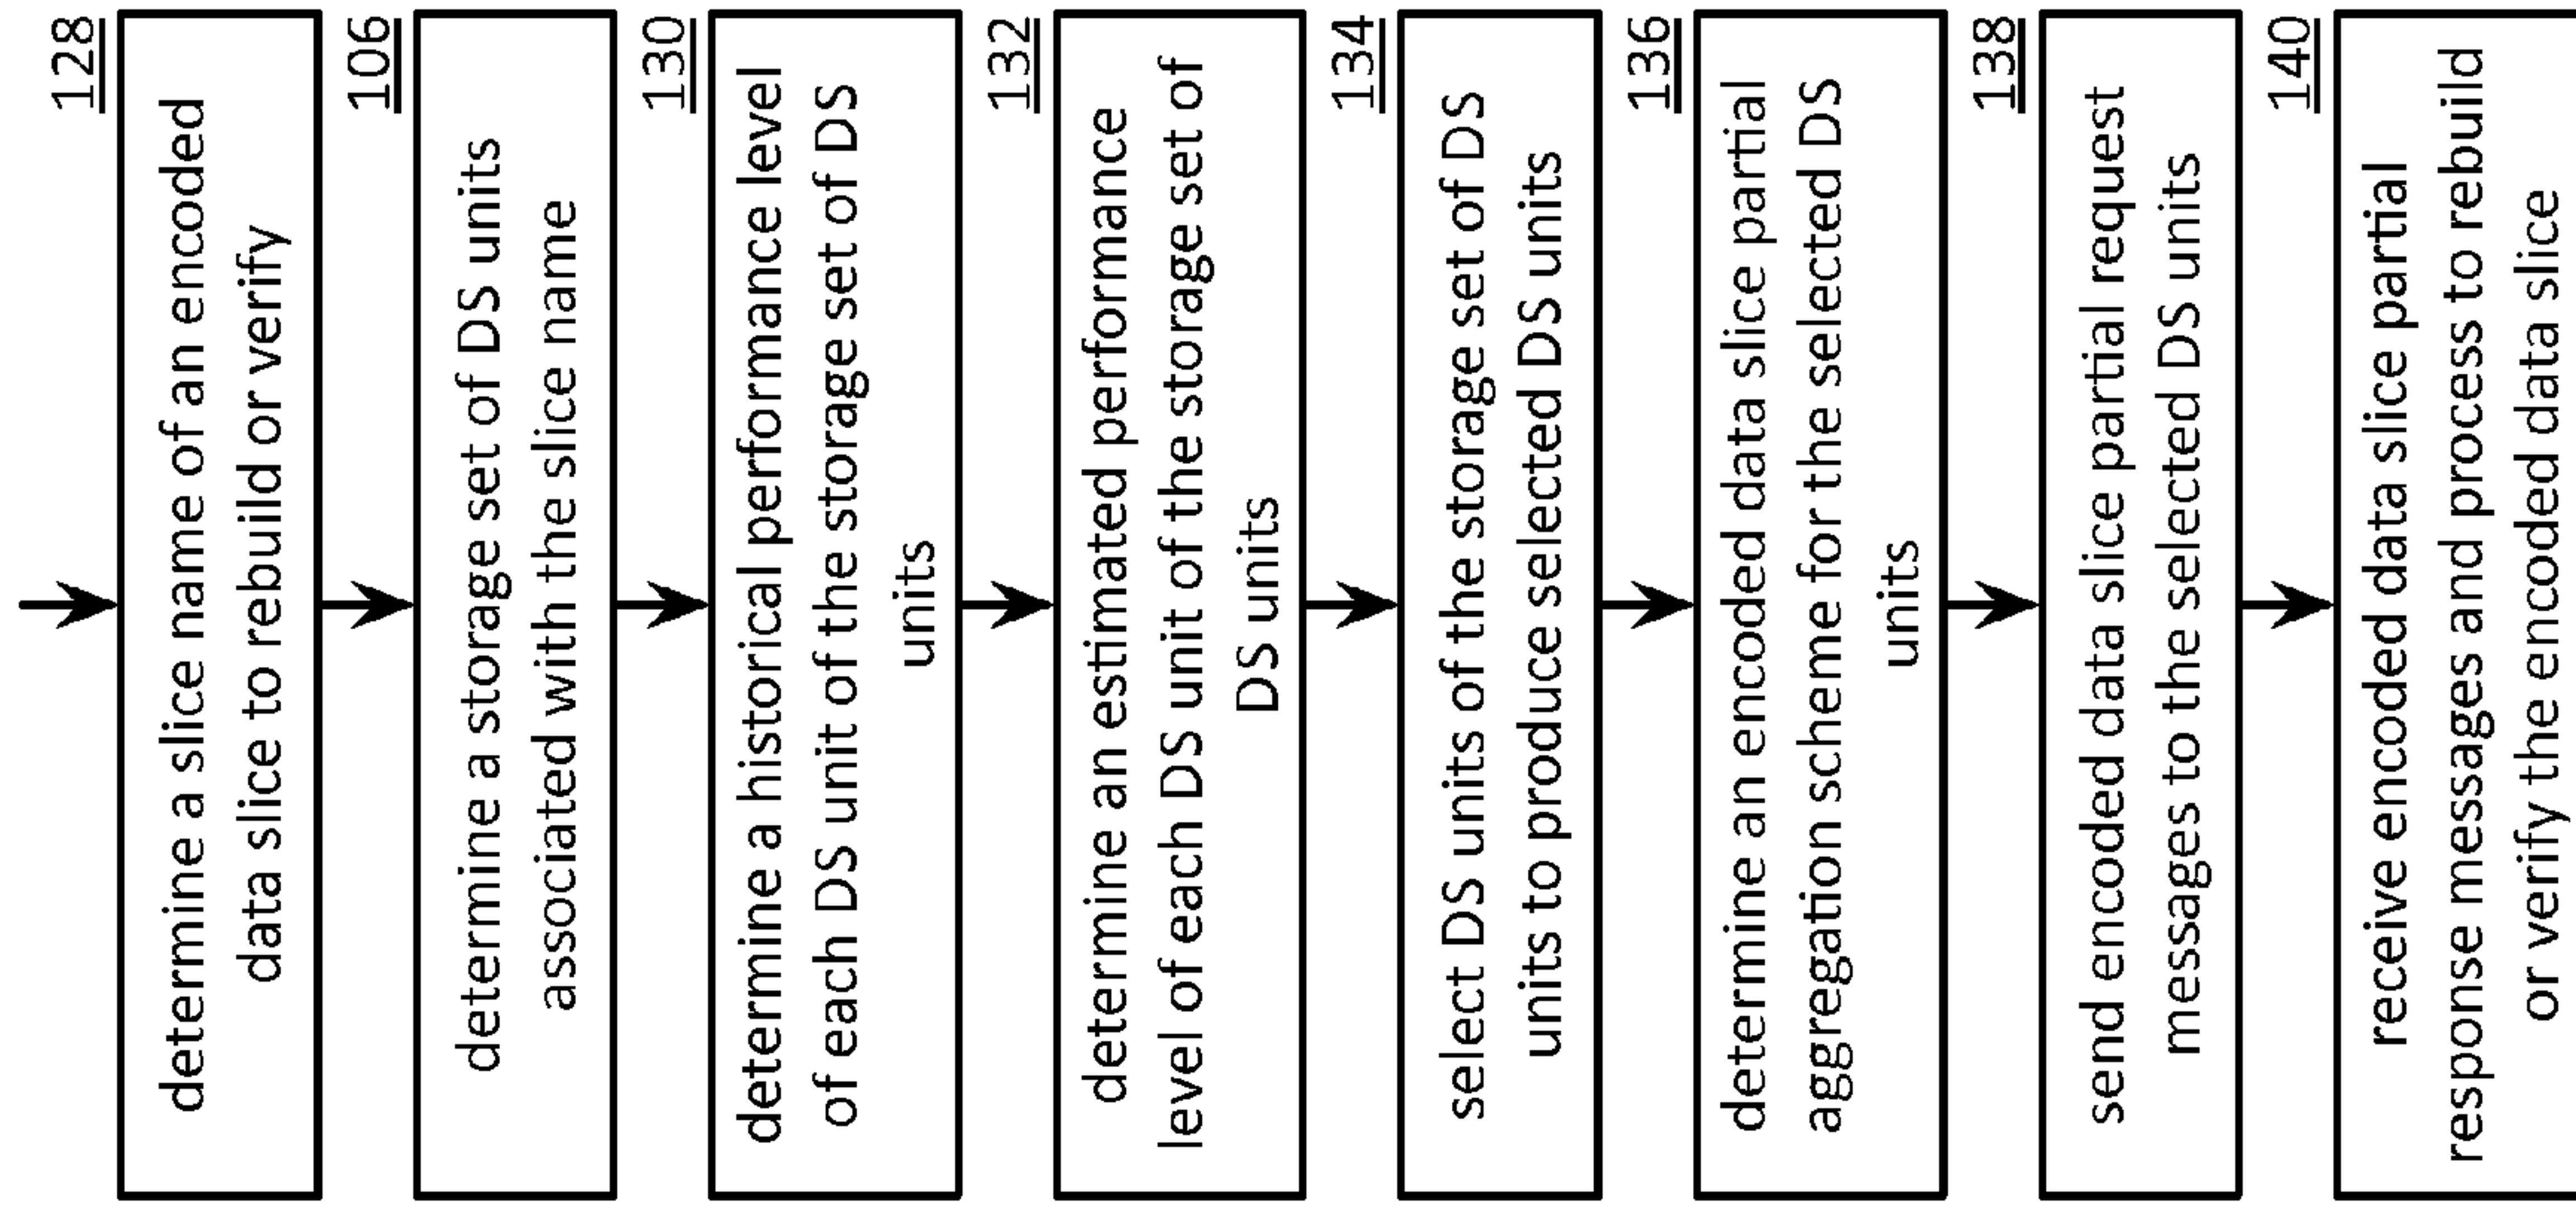 128
determine a slice name of an encoded
data slice to rebuild or verify
106
determine a storage set of DS units
associated with the slice name
130
determine a historical performance level
of each DS unit of the storage set of DS
units
132
determine an estimated performance
level of each DS unit of the storage set of
DS units
134
select DS units of the storage set of DS
units to produce selected DS units
136
determine an encoded data slice partial
aggregation scheme for the selected DS
units
138
send encoded data slice partial request
messages to the selected DS units
140
receive encoded data slice partial
response messages and process to rebuild
or verify the encoded data slice